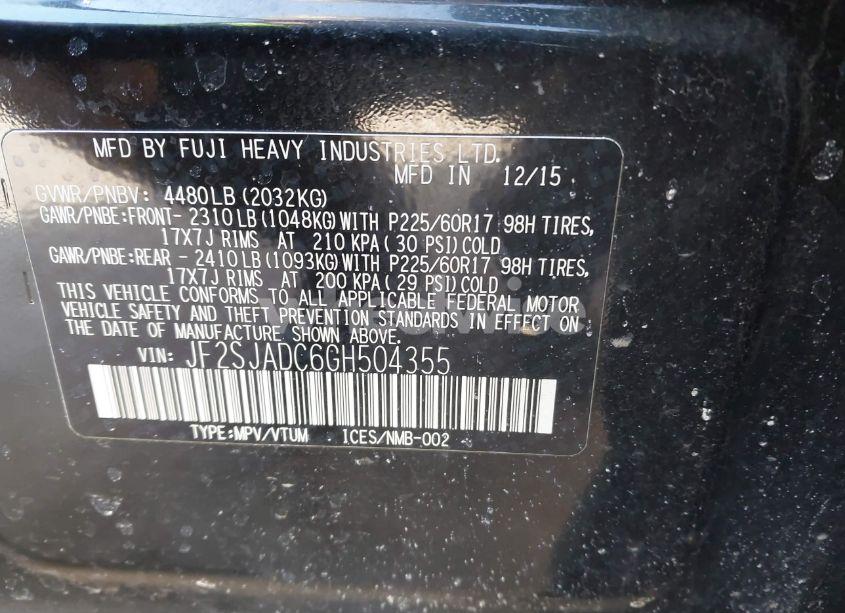 MFD BY FUJI HEAVY INDUSTRIES LTD.
MFD IN 12/15
GVWR/PNBV: 4480LB (2032KG)
GAWR/PNBE:FRONT- 2310LB (1048KG) WITH P225/60R17 98H TIRES,
17X7J RIMS AT 210 KPA ( 30 PSI) COLD
GAWR/PNBE:REAR - 2410LB (1093KG) WITH P225/60R17 98H TIRES,
17X7J RIMS AT 200 KPA ( 29 PSI) COLD
THIS VEHICLE CONFORMS TO ALL APPLICABLE FEDERAL MOTOR
VEHICLE SAFETY AND THEFT PREVENTION STANDARDS IN EFFECT ON
THE DATE OF MANUFACTURE SHOWN ABOVE.
VIN: JF2SJADC6GH504355
TYPE:MPV/VTUM ICES/NMB-002